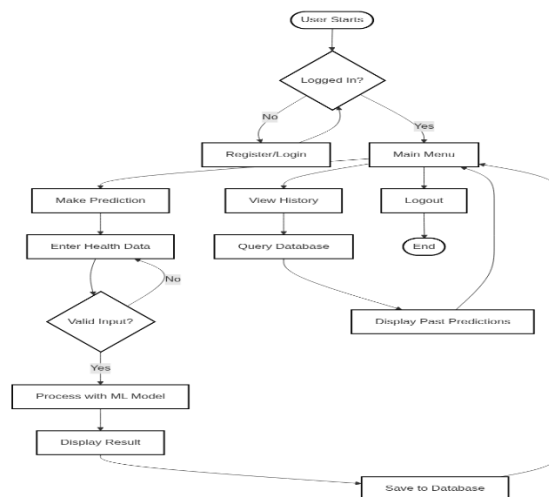 User Starts
Logged In?
No
Yes
Register/Login
Main Menu
Make Prediction
View History
Logout
Enter Health Data
Query Database
End
No
Valid Input?
Display Past Predictions
Yes
Process with ML Model
Display Result
Save to Database